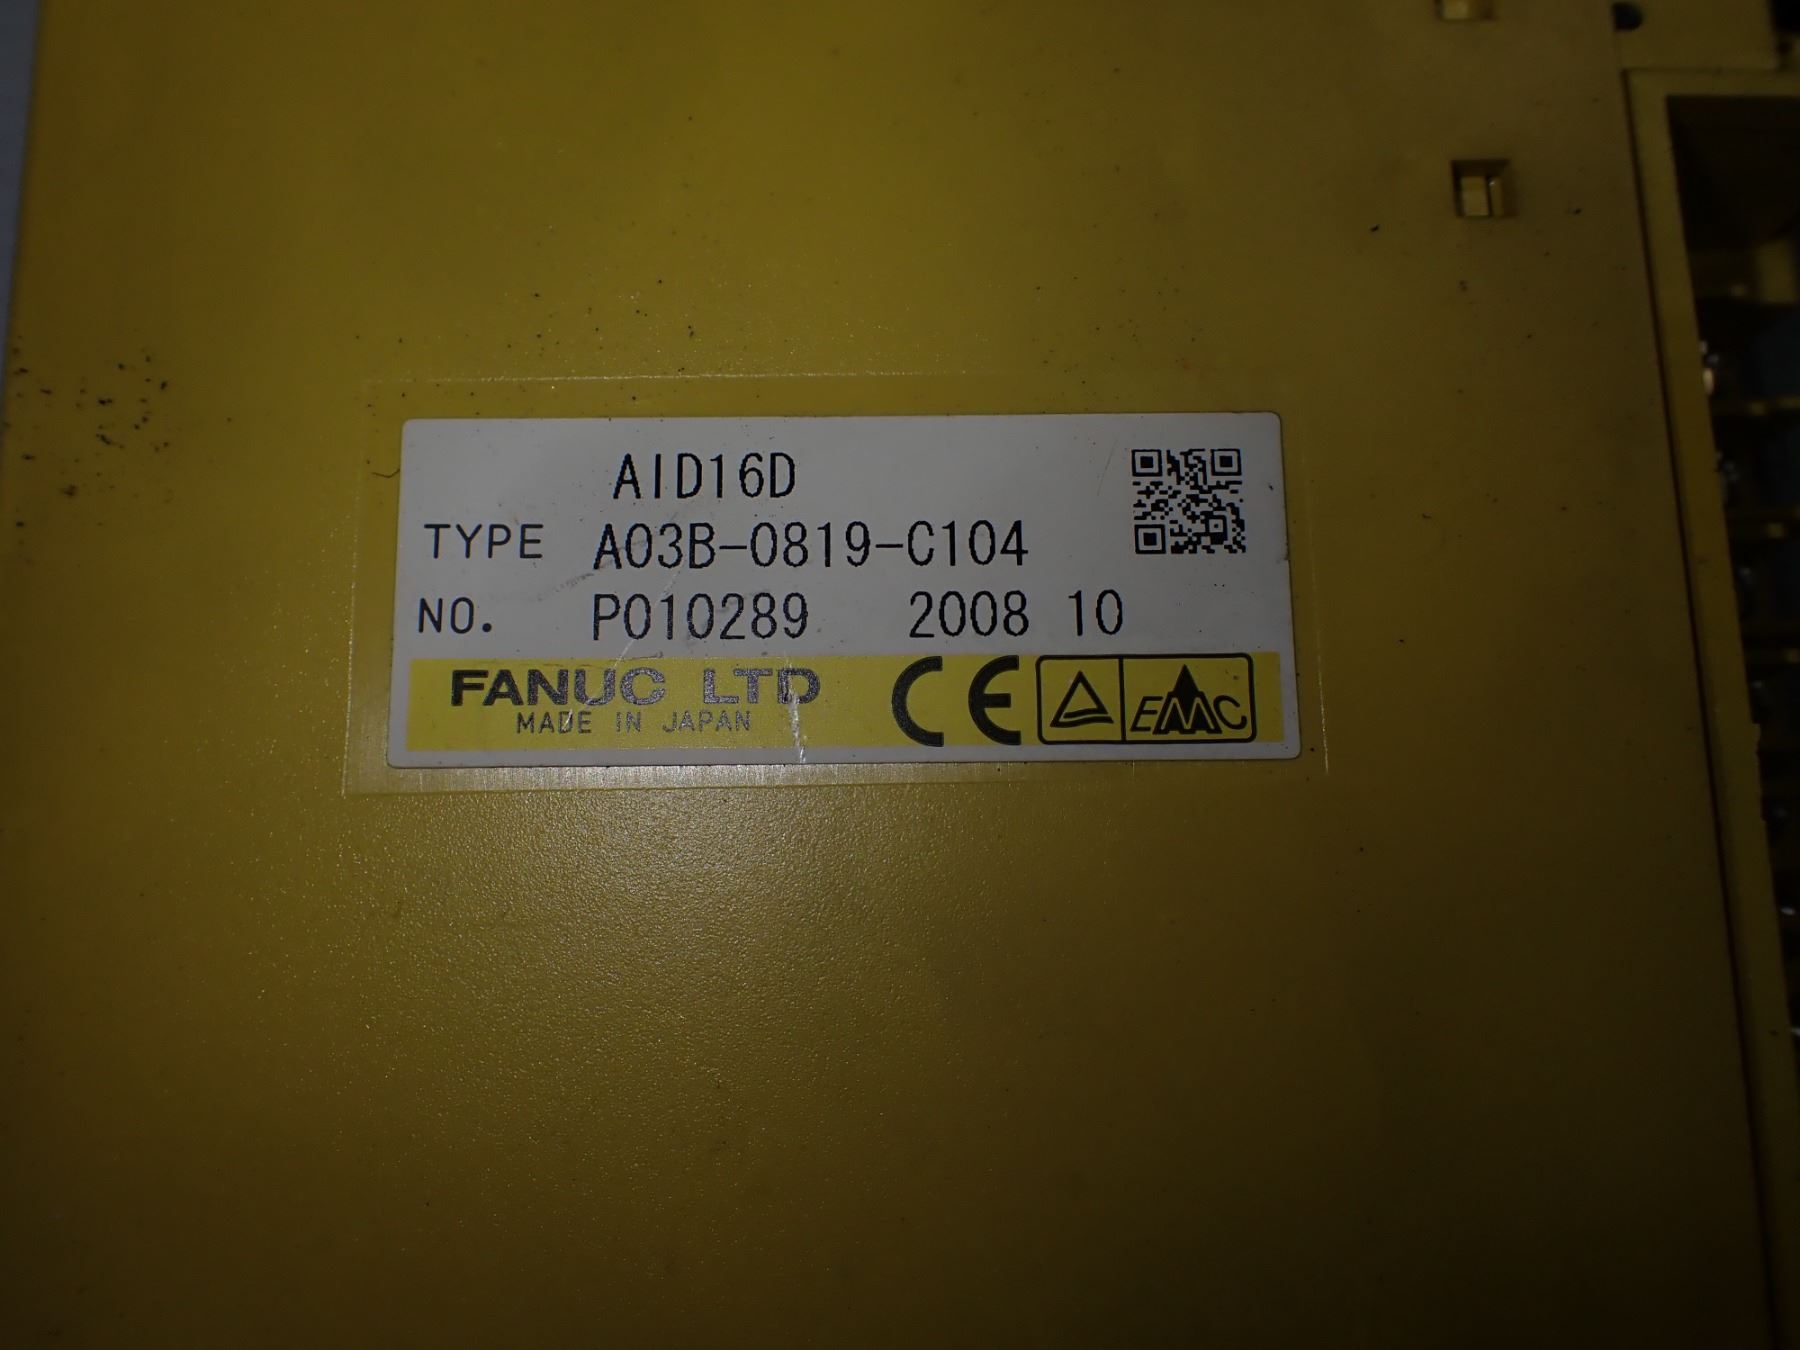 AID16D
TYPE A03B-0819-C104
NO. P010289 2008 10
FANUC LTD
MADE IN JAPAN
CE
EMC